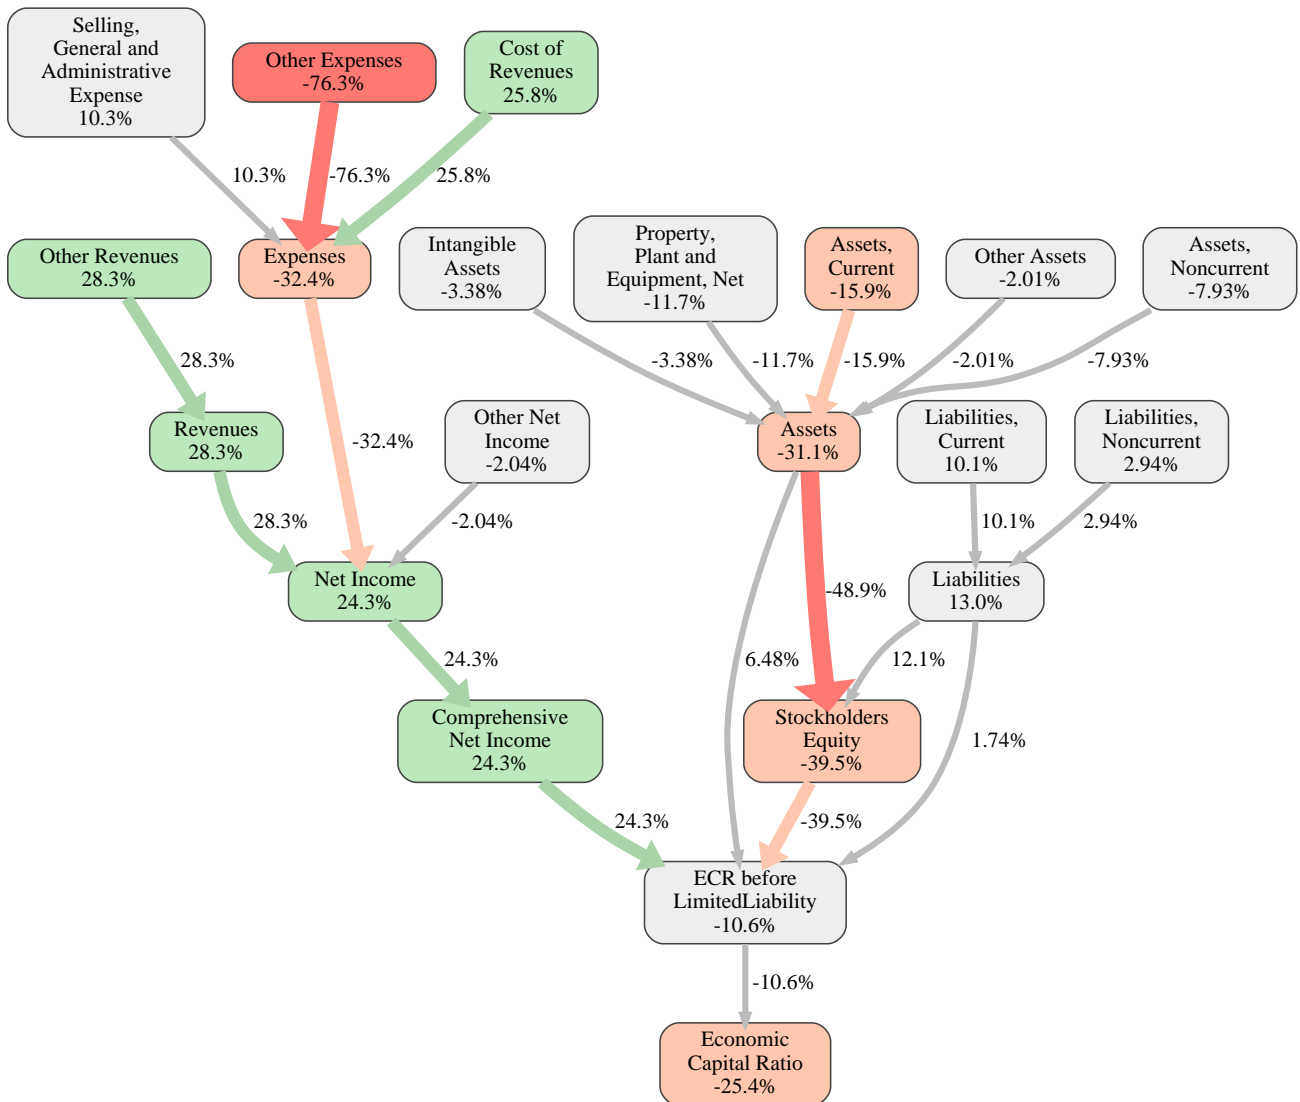 Selling,
General and
Administrative
Expense
10.3%
Other Expenses
-76.3%
Cost of
Revenues
25.8%
10.3%
-76.3%
25.8%
Other Revenues
28.3%
Expenses
-32.4%
Intangible
Assets
-3.38%
Property,
Plant and
Equipment, Net
-11.7%
Assets,
Current
-15.9%
Other Assets
-2.01%
Assets,
Noncurrent
-7.93%
28.3%
-3.38%
-11.7%
-15.9%
-2.01%
-7.93%
Revenues
28.3%
-32.4%
Other Net
Income
-2.04%
Assets
-31.1%
Liabilities,
Current
10.1%
Liabilities,
Noncurrent
2.94%
28.3%
-2.04%
10.1%
2.94%
Net Income
24.3%
-48.9%
Liabilities
13.0%
24.3%
6.48%
12.1%
Comprehensive
Net Income
24.3%
Stockholders
Equity
-39.5%
1.74%
24.3%
-39.5%
ECR before
LimitedLiability
-10.6%
-10.6%
Economic
Capital Ratio
-25.4%